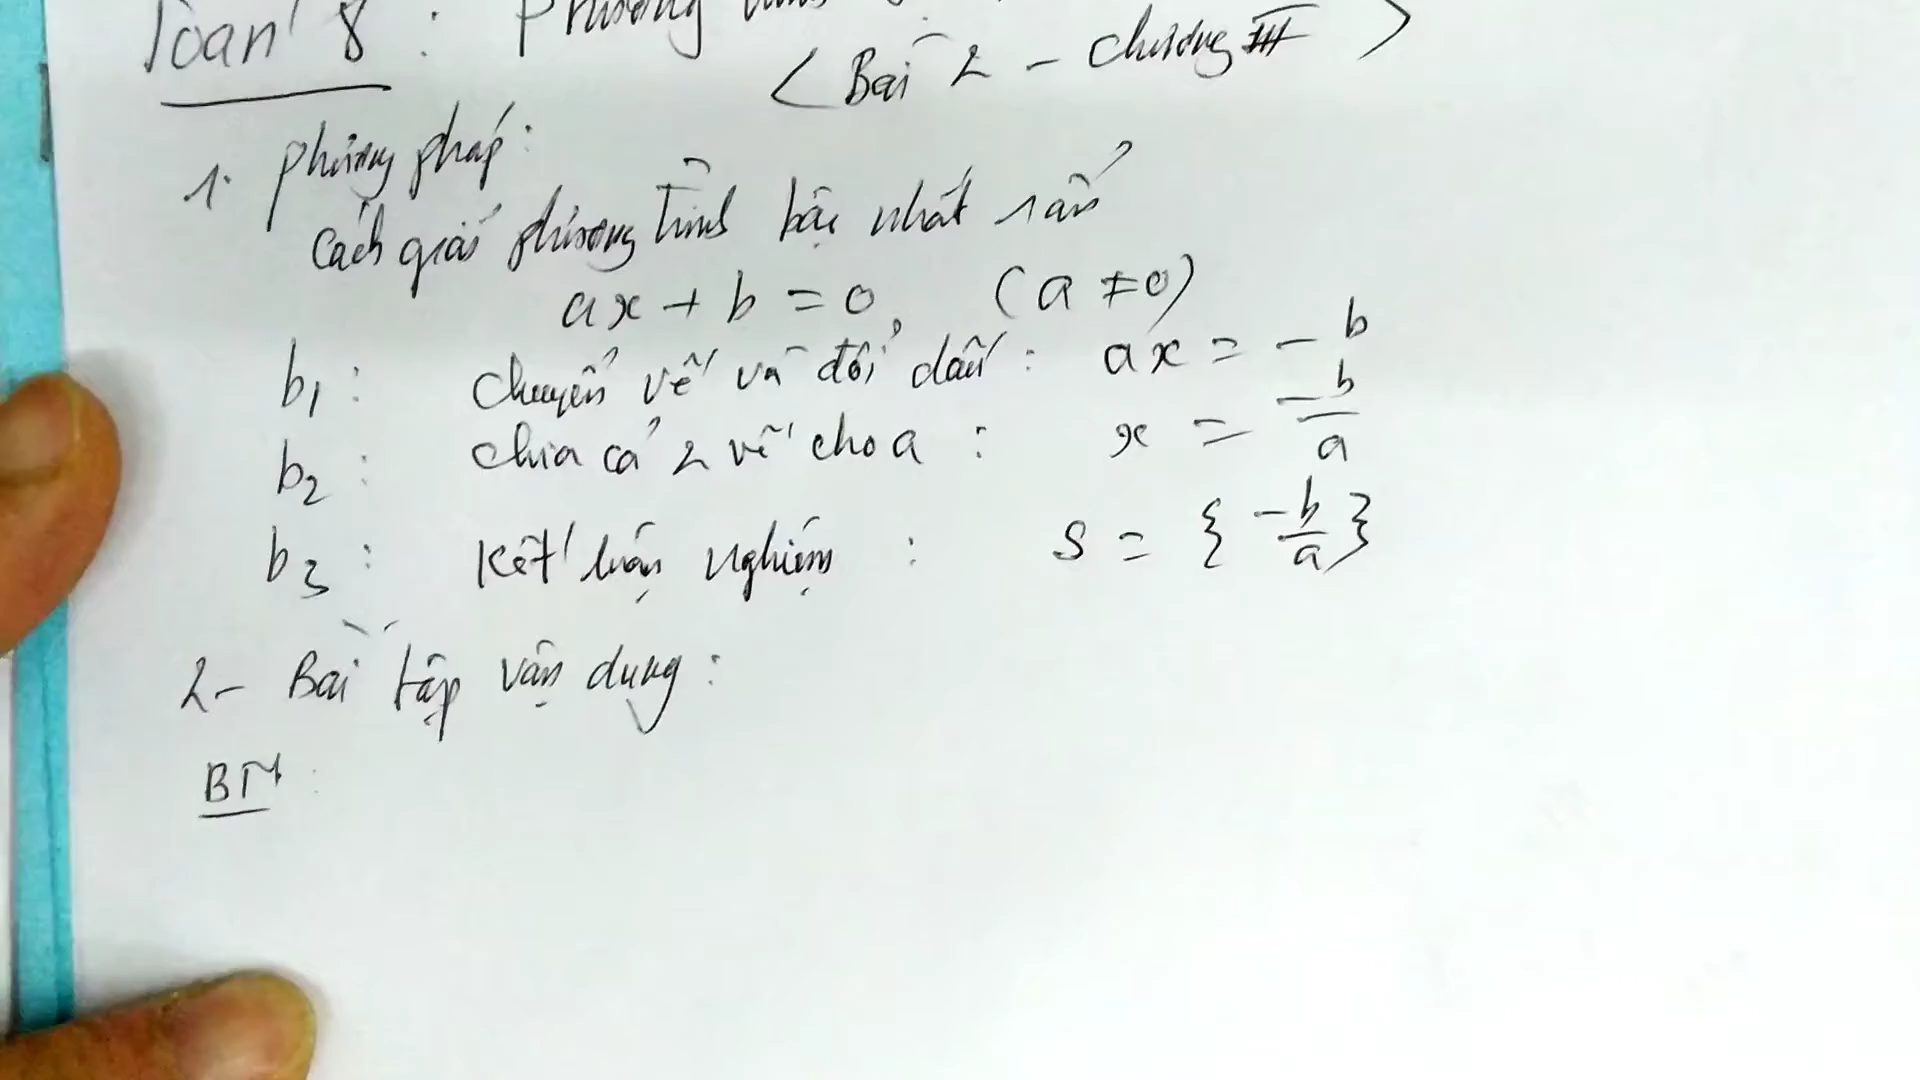 Toán 8 : Phương
< Bài 2 - chương III >
1. phương pháp:
Cách giải phương trình bậc nhất 1 ẩn
ax + b = 0 (a ≠ 0)
b1 : chuyển vế và đổi dấu : ax = -b
b2 : chia cả 2 vế cho a : x = -b/a
b3 : Kết luận nghiệm : S = { -b/a }
2- Bài tập vận dụng :
BT1